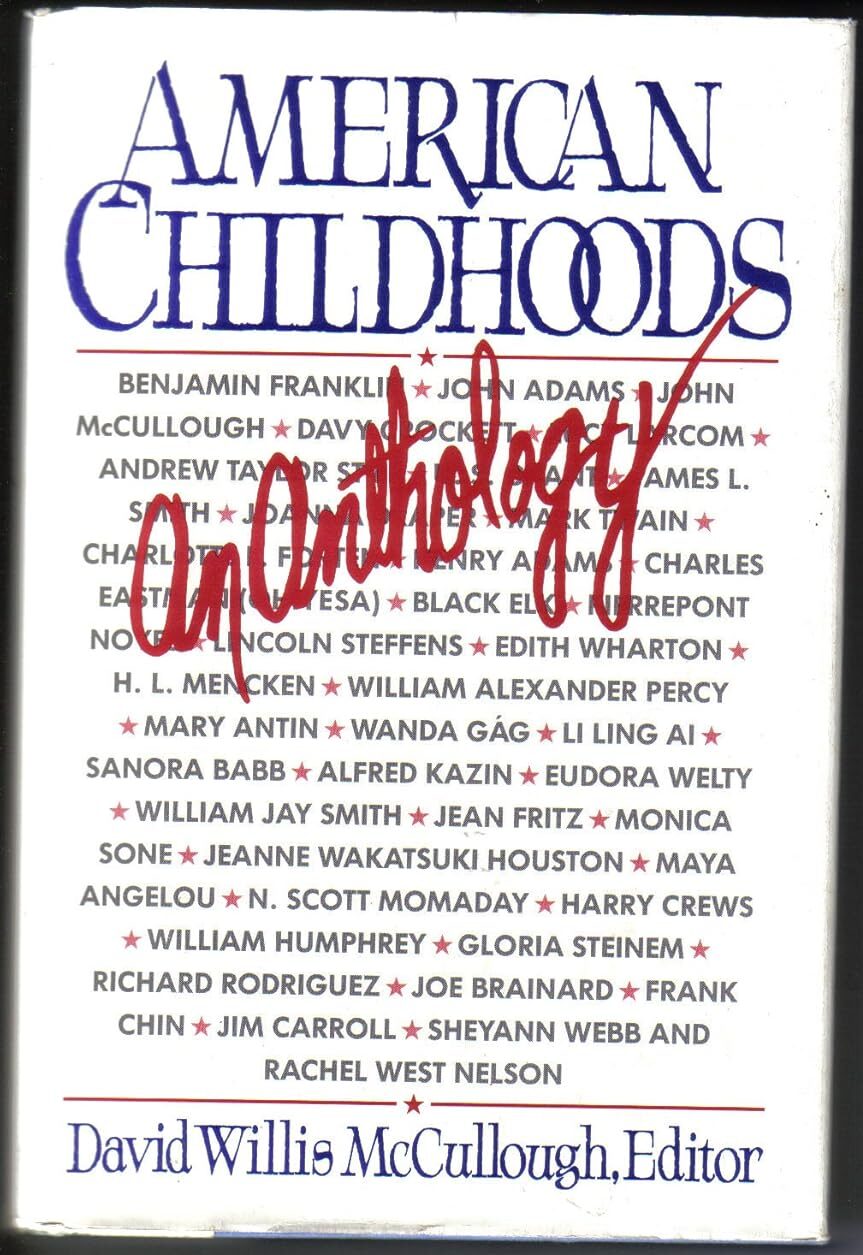 AMERICAN
CHILDHOODS
An Anthology
BENJAMIN FRANKLIN ★ JOHN ADAMS ★ JOHN
McCULLOUGH ★ DAVY CROCKETT ★ LUCY LARCOM ★
ANDREW TAYLOR STILL ★ U.S. GRANT ★ JAMES L.
SMITH ★ JOANNA DRAPER ★ MARK TWAIN ★
CHARLOTTE L. FORTEN ★ HENRY ADAMS ★ CHARLES
EASTMAN (OHIYESA) ★ BLACK ELK ★ PIERREPONT
NOYES ★ LINCOLN STEFFENS ★ EDITH WHARTON ★
H. L. MENCKEN ★ WILLIAM ALEXANDER PERCY
★ MARY ANTIN ★ WANDA GÁG ★ LI LING AI ★
SANORA BABB ★ ALFRED KAZIN ★ EUDORA WELTY
★ WILLIAM JAY SMITH ★ JEAN FRITZ ★ MONICA
SONE ★ JEANNE WAKATSUKI HOUSTON ★ MAYA
ANGELOU ★ N. SCOTT MOMADAY ★ HARRY CREWS
★ WILLIAM HUMPHREY ★ GLORIA STEINEM ★
RICHARD RODRIGUEZ ★ JOE BRAINARD ★ FRANK
CHIN ★ JIM CARROLL ★ SHEYANN WEBB AND
RACHEL WEST NELSON
David Willis McCullough, Editor